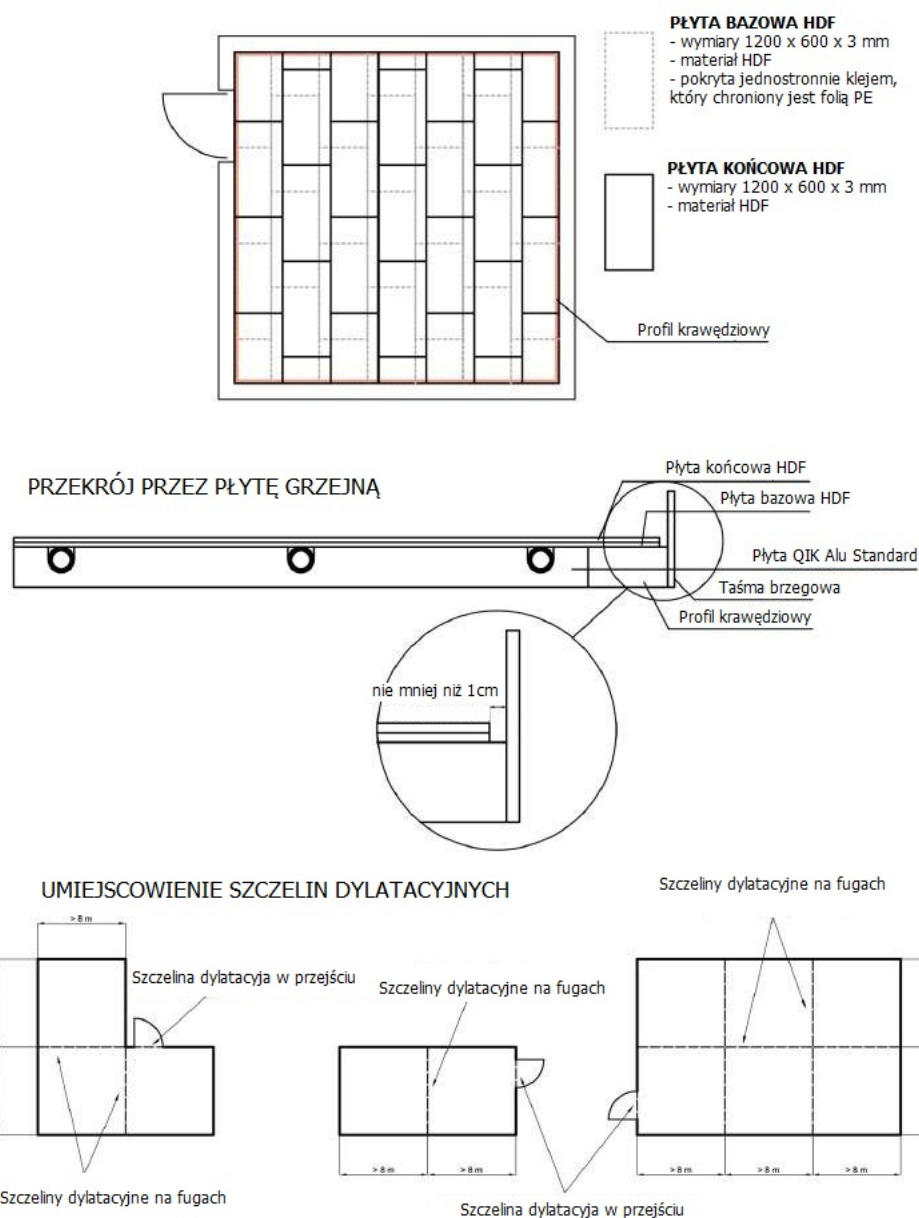 PŁYTA BAZOWA HDF
- wymiary 1200 x 600 x 3 mm
- materiał HDF
- pokryta jednostronnie klejem,
który chroniony jest folią PE
PŁYTA KOŃCOWA HDF
- wymiary 1200 x 600 x 3 mm
- materiał HDF
Profil krawędziowy
PRZEKRÓJ PRZEZ PŁYTĘ GRZEJNĄ
Płyta końcowa HDF
Płyta bazowa HDF
Płyta QIK Alu Standard
Taśma brzegowa
Profil krawędziowy
nie mniej niż 1cm
UMIEJSCOWIENIE SZCZELIN DYLATACYJNYCH
Szczeliny dylatacyjne na fugach
> 8 m
Szczelina dylatacyja w przejściu
Szczeliny dylatacyjne na fugach
> 8 m
> 8 m
> 8 m
> 8 m
> 8 m
Szczeliny dylatacyjne na fugach
Szczelina dylatacyja w przejściu